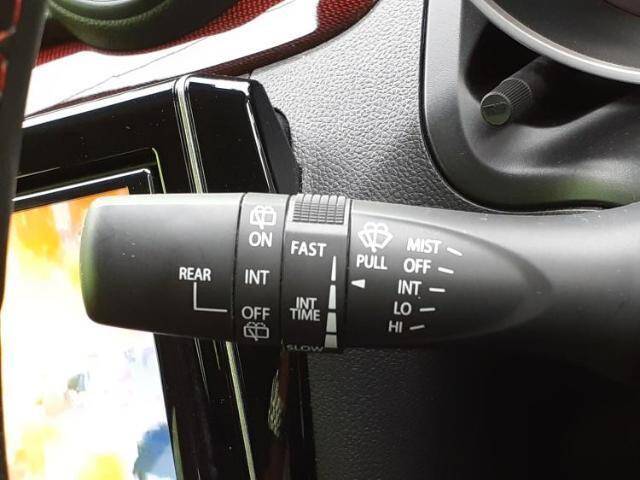 REAR
ON
INT
OFF
FAST
INT
TIME
SLOW
PULL
MIST
OFF
INT
LO
HI